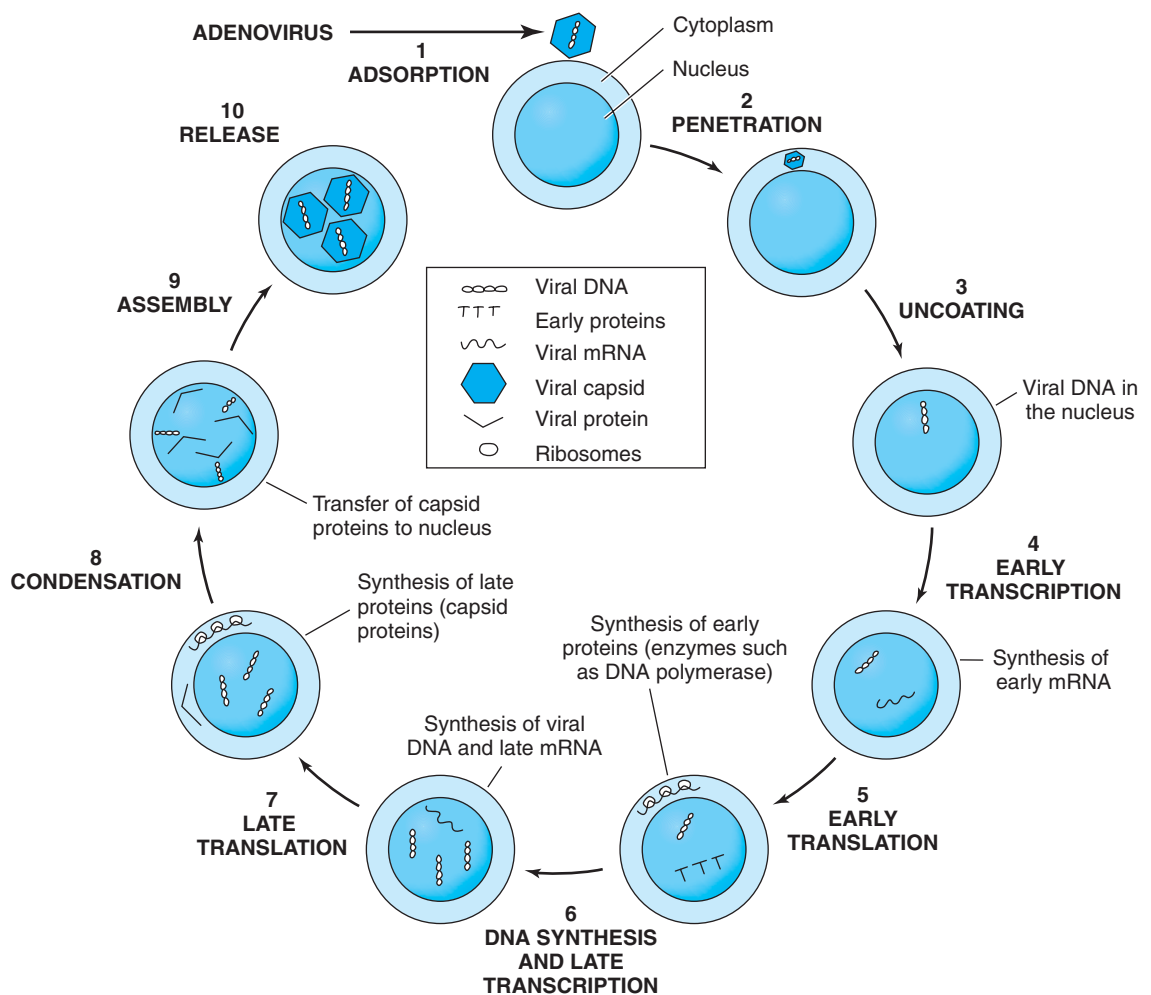 ADENOVIRUS
1
ADSORPTION
Cytoplasm
Nucleus
2
PENETRATION
3
UNCOATING
Viral DNA in
the nucleus
4
EARLY
TRANSCRIPTION
Synthesis of
early mRNA
5
EARLY
TRANSLATION
Synthesis of early
proteins (enzymes such
as DNA polymerase)
6
DNA SYNTHESIS
AND LATE
TRANSCRIPTION
Synthesis of viral
DNA and late mRNA
7
LATE
TRANSLATION
Synthesis of late
proteins (capsid
proteins)
8
CONDENSATION
Transfer of capsid
proteins to nucleus
9
ASSEMBLY
10
RELEASE
Viral DNA
Early proteins
Viral mRNA
Viral capsid
Viral protein
Ribosomes